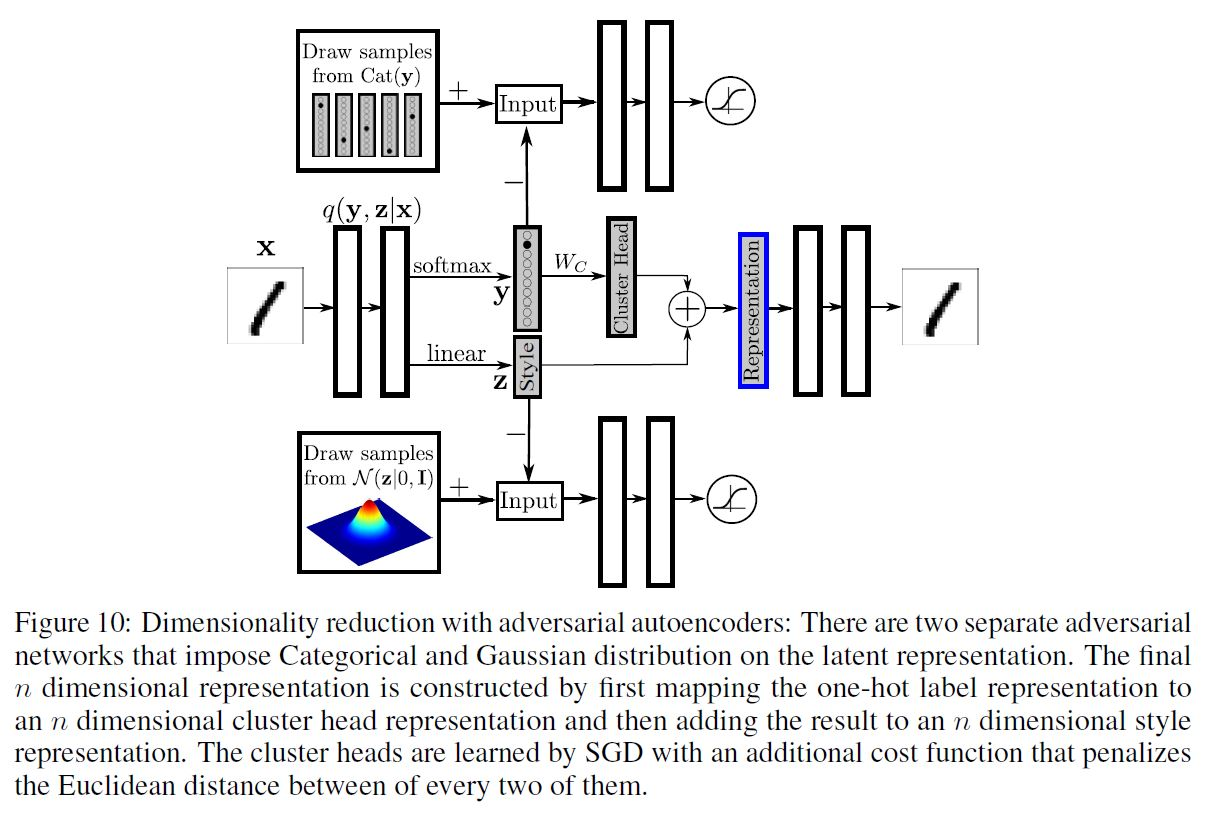 Draw samples
from Cat(y)
+
Input
−
q(y, z|x)
x
softmax
y
W_C
Cluster Head
+
Representation
linear
z
Style
−
Draw samples
from 𝒩(z|0, I)
+
Input
Figure 10: Dimensionality reduction with adversarial autoencoders: There are two separate adversarial
networks that impose Categorical and Gaussian distribution on the latent representation. The final
n dimensional representation is constructed by first mapping the one-hot label representation to
an n dimensional cluster head representation and then adding the result to an n dimensional style
representation. The cluster heads are learned by SGD with an additional cost function that penalizes
the Euclidean distance between of every two of them.